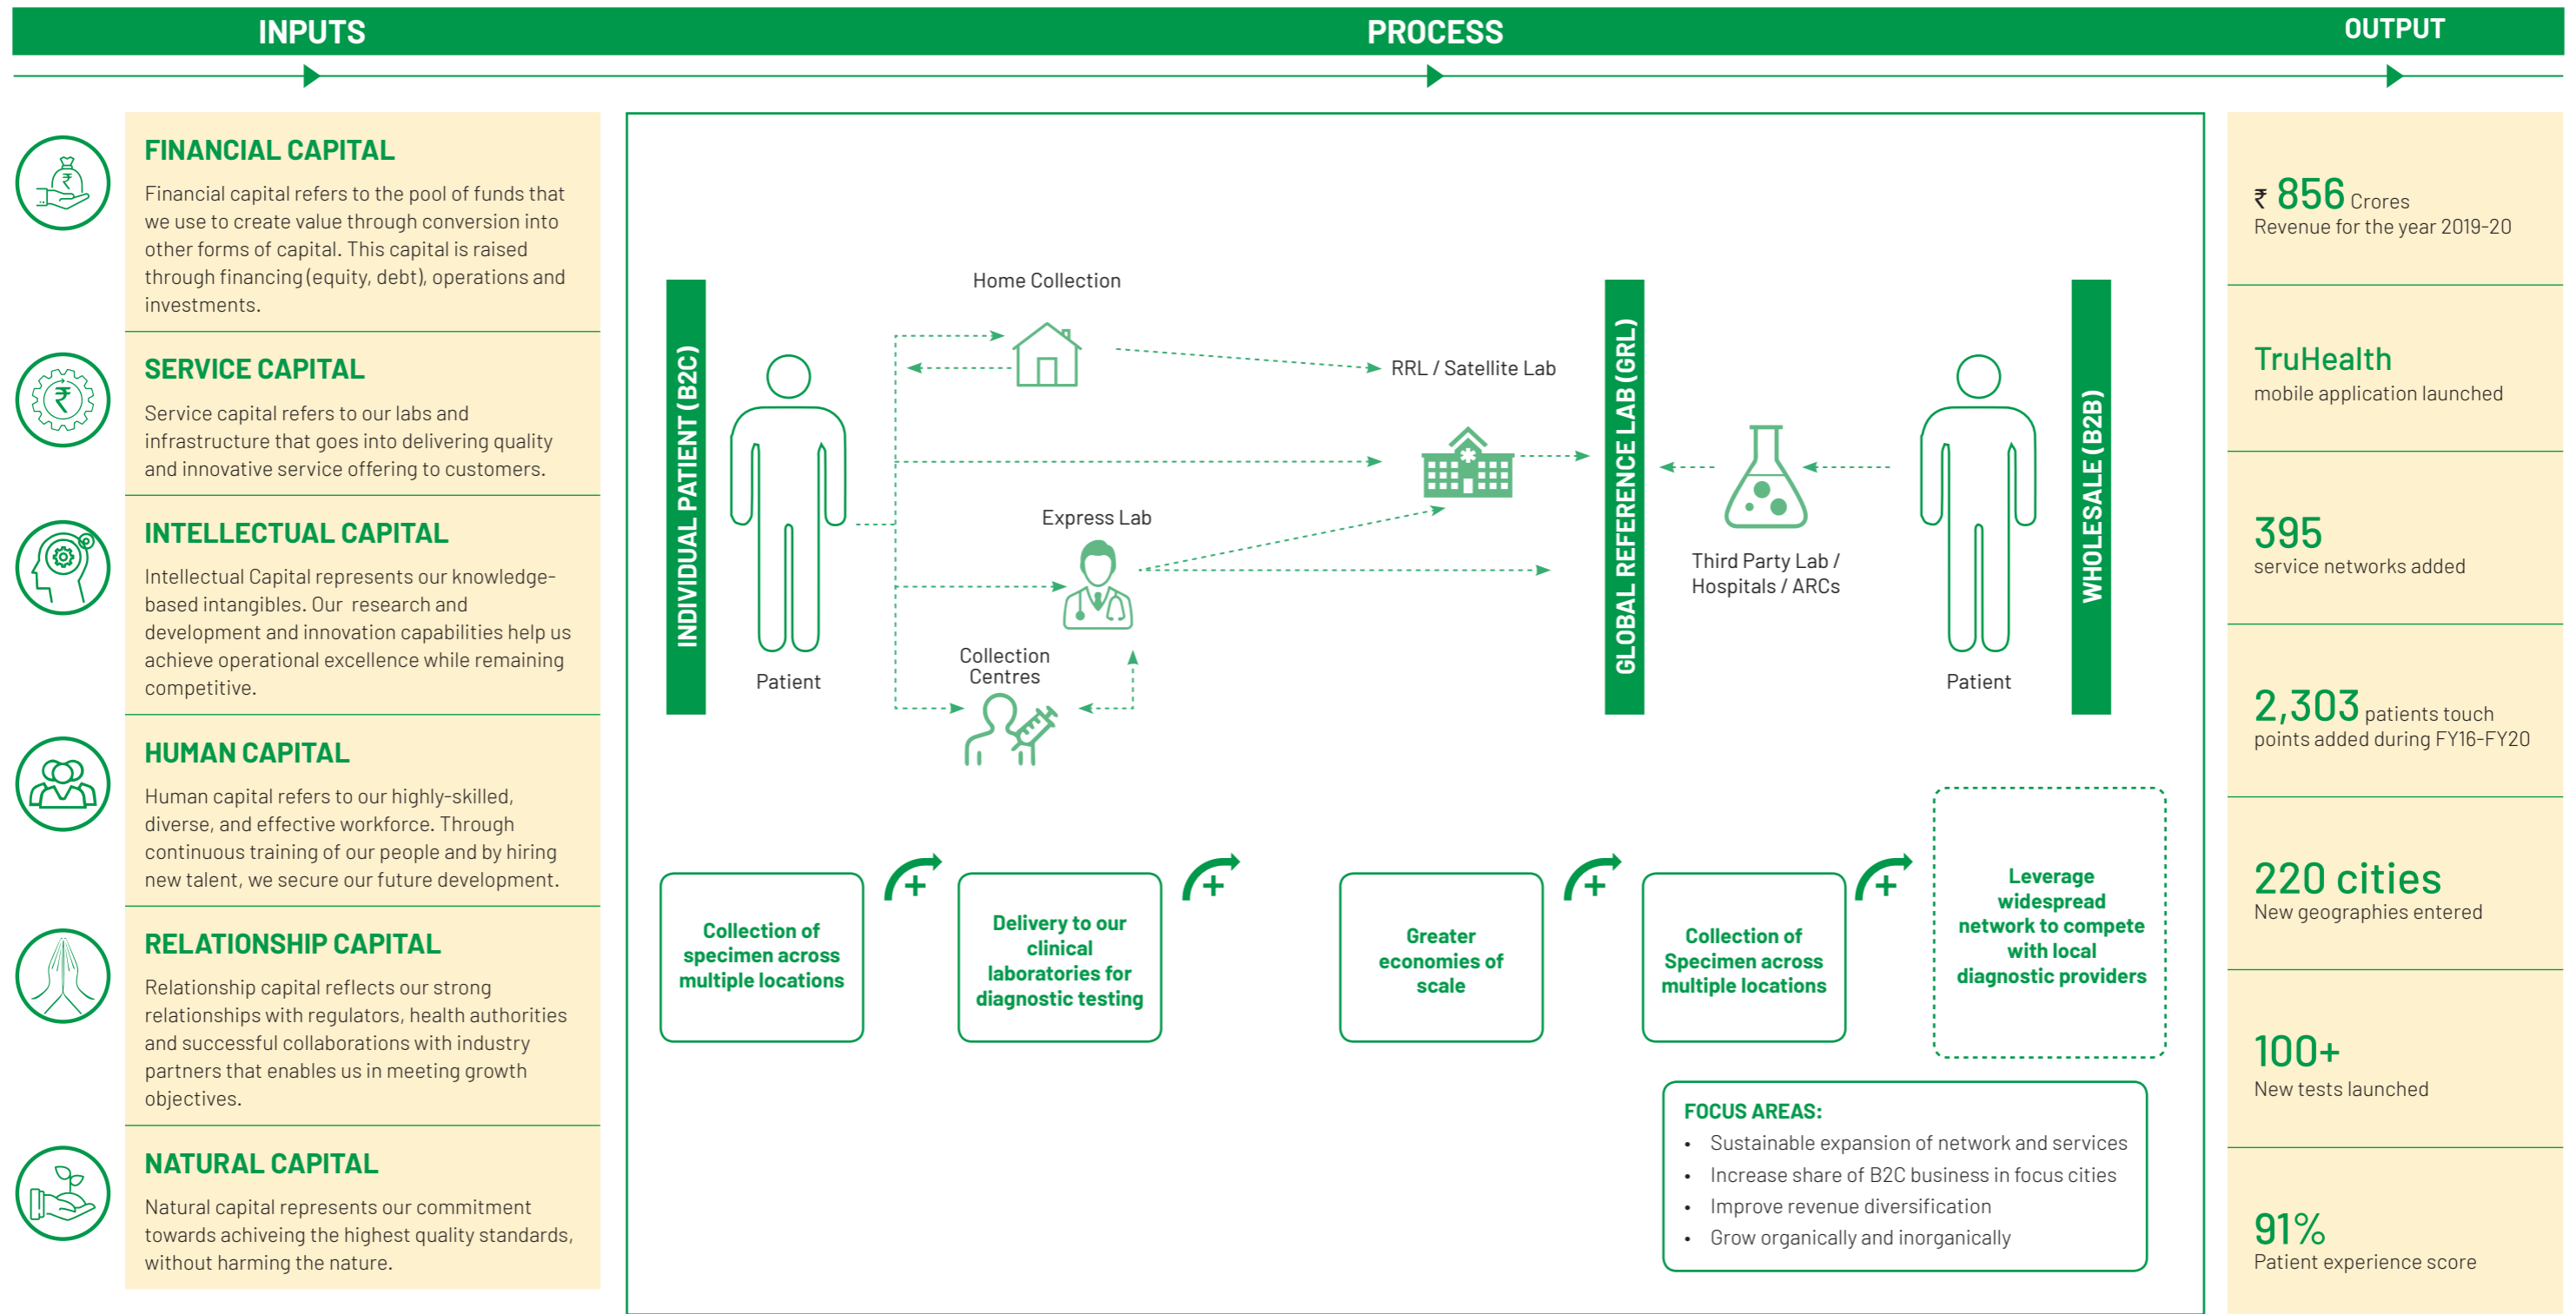 INPUTS
PROCESS
OUTPUT
FINANCIAL CAPITAL
Financial capital refers to the pool of funds that
we use to create value through conversion into
other forms of capital. This capital is raised
through financing (equity, debt), operations and
investments.
SERVICE CAPITAL
Service capital refers to our labs and
infrastructure that goes into delivering quality
and innovative service offering to customers.
INTELLECTUAL CAPITAL
Intellectual Capital represents our knowledge-
based intangibles. Our research and
development and innovation capabilities help us
achieve operational excellence while remaining
competitive.
HUMAN CAPITAL
Human capital refers to our highly-skilled,
diverse, and effective workforce. Through
continuous training of our people and by hiring
new talent, we secure our future development.
RELATIONSHIP CAPITAL
Relationship capital reflects our strong
relationships with regulators, health authorities
and successful collaborations with industry
partners that enables us in meeting growth
objectives.
NATURAL CAPITAL
Natural capital represents our commitment
towards achiveing the highest quality standards,
without harming the nature.
INDIVIDUAL PATIENT (B2C)
Patient
Home Collection
RRL / Satellite Lab
Express Lab
Collection
Centres
GLOBAL REFERENCE LAB (GRL)
Third Party Lab /
Hospitals / ARCs
Patient
WHOLESALE (B2B)
Collection of
specimen across
multiple locations
+
Delivery to our
clinical
laboratories for
diagnostic testing
+
Greater
economies of
scale
+
Collection of
Specimen across
multiple locations
+
Leverage
widespread
network to compete
with local
diagnostic providers
FOCUS AREAS:
• Sustainable expansion of network and services
• Increase share of B2C business in focus cities
• Improve revenue diversification
• Grow organically and inorganically
₹ 856 Crores
Revenue for the year 2019-20
TruHealth
mobile application launched
395
service networks added
2,303 patients touch
points added during FY16-FY20
220 cities
New geographies entered
100+
New tests launched
91%
Patient experience score